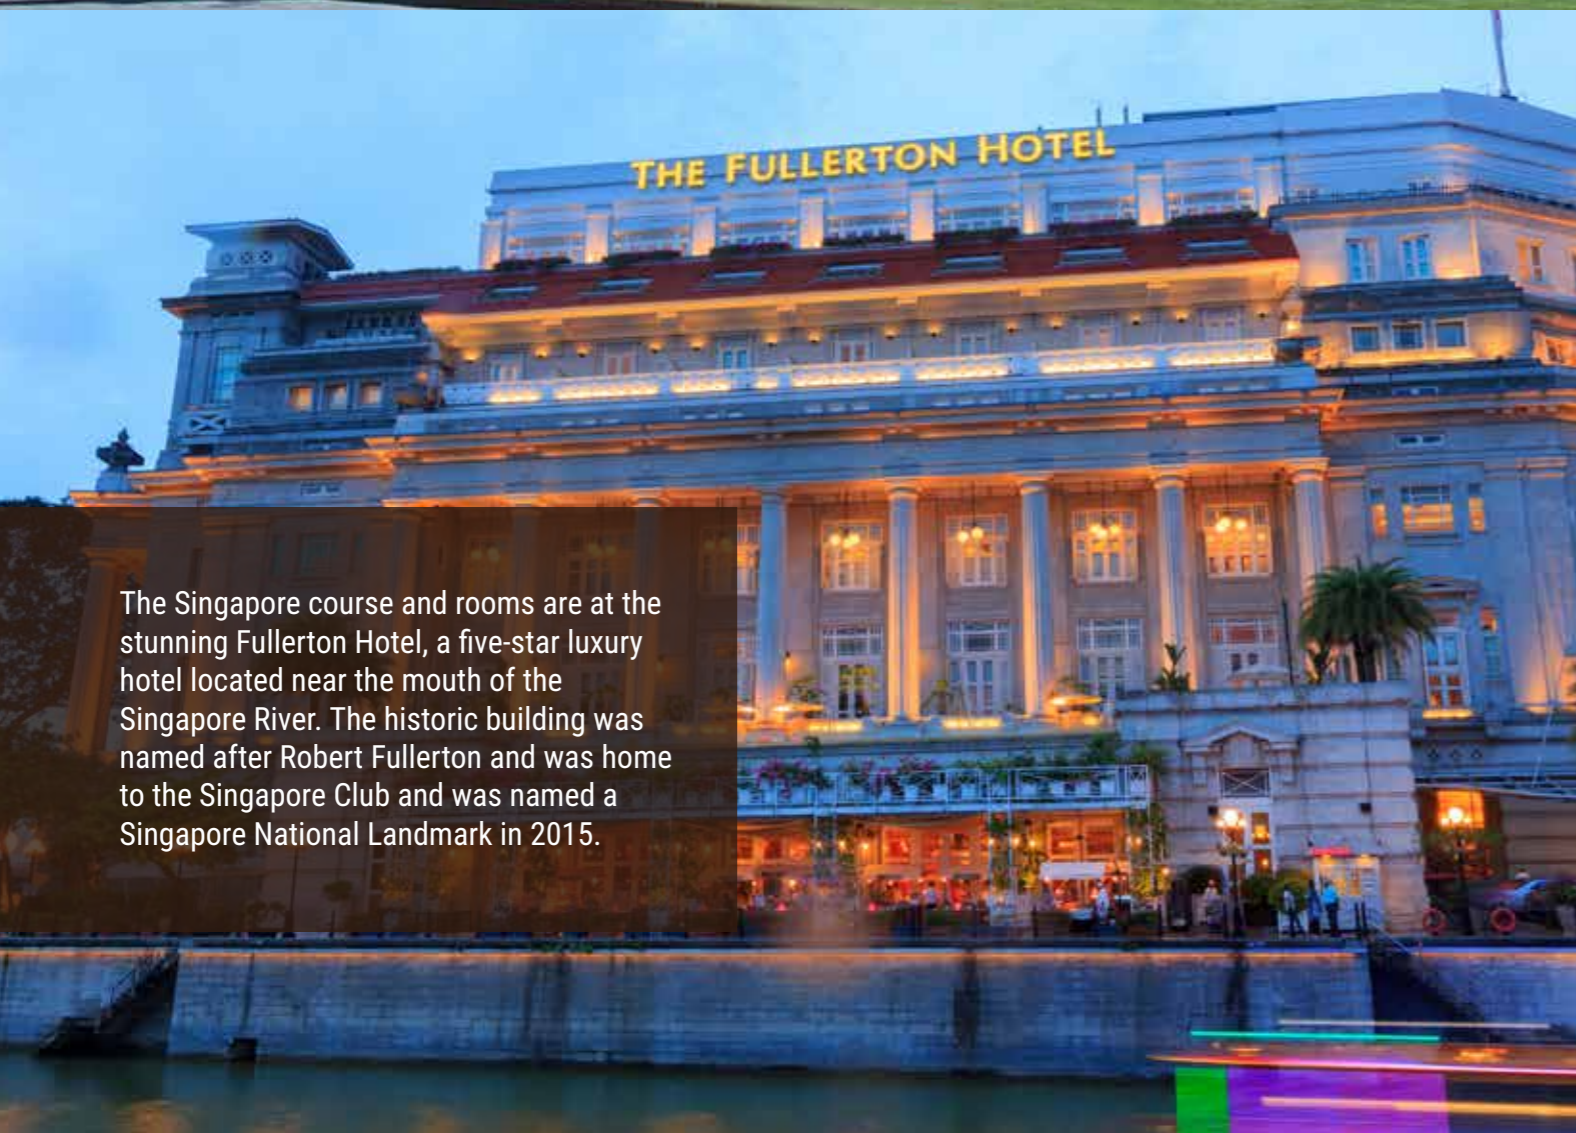 THE FULLERTON HOTEL
The Singapore course and rooms are at the
stunning Fullerton Hotel, a five-star luxury
hotel located near the mouth of the
Singapore River. The historic building was
named after Robert Fullerton and was home
to the Singapore Club and was named a
Singapore National Landmark in 2015.